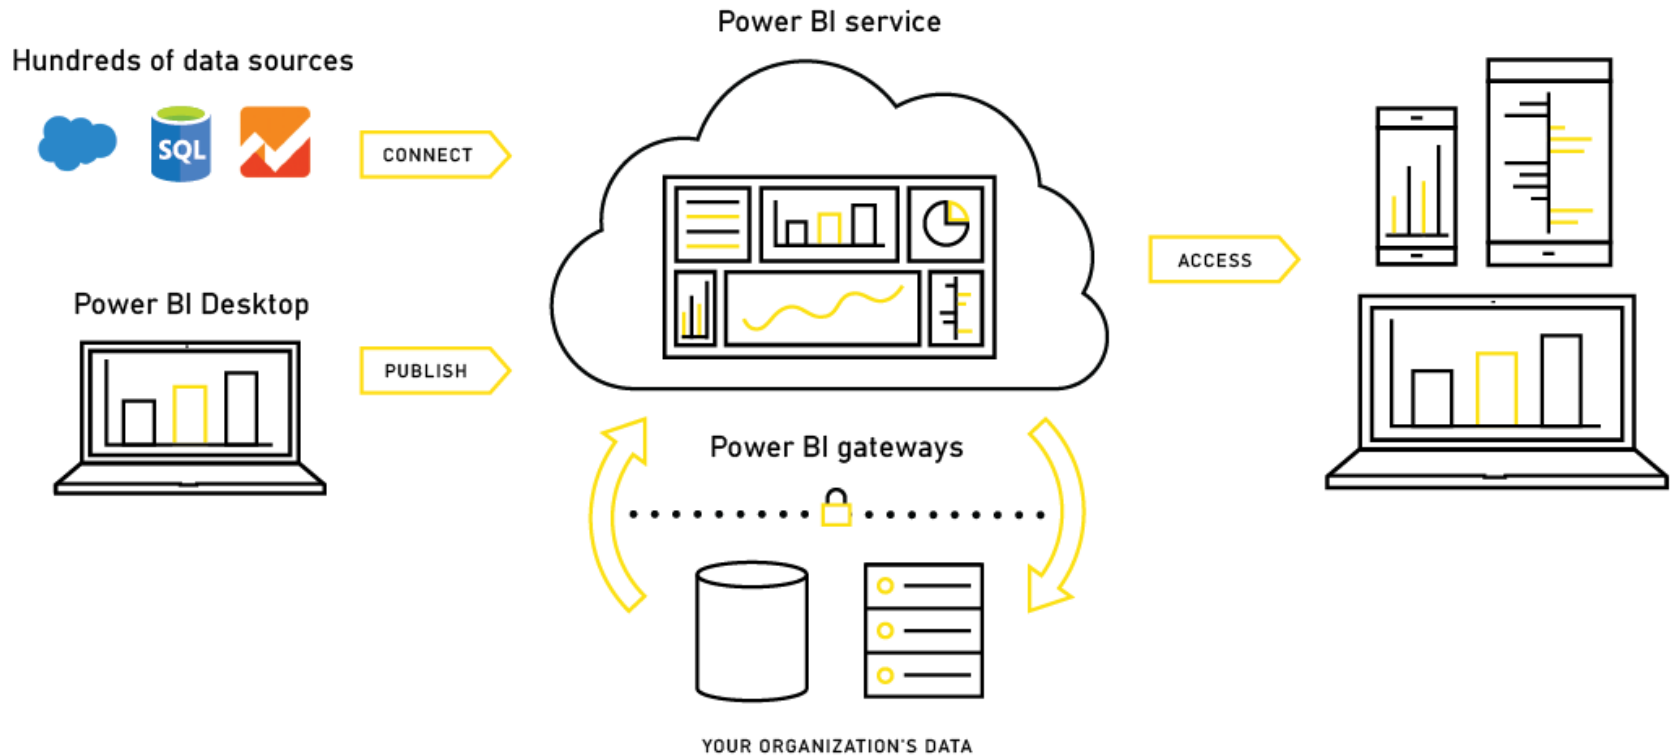 Power BI service
Hundreds of data sources
SQL
CONNECT
ACCESS
Power BI Desktop
PUBLISH
Power BI gateways
YOUR ORGANIZATION'S DATA